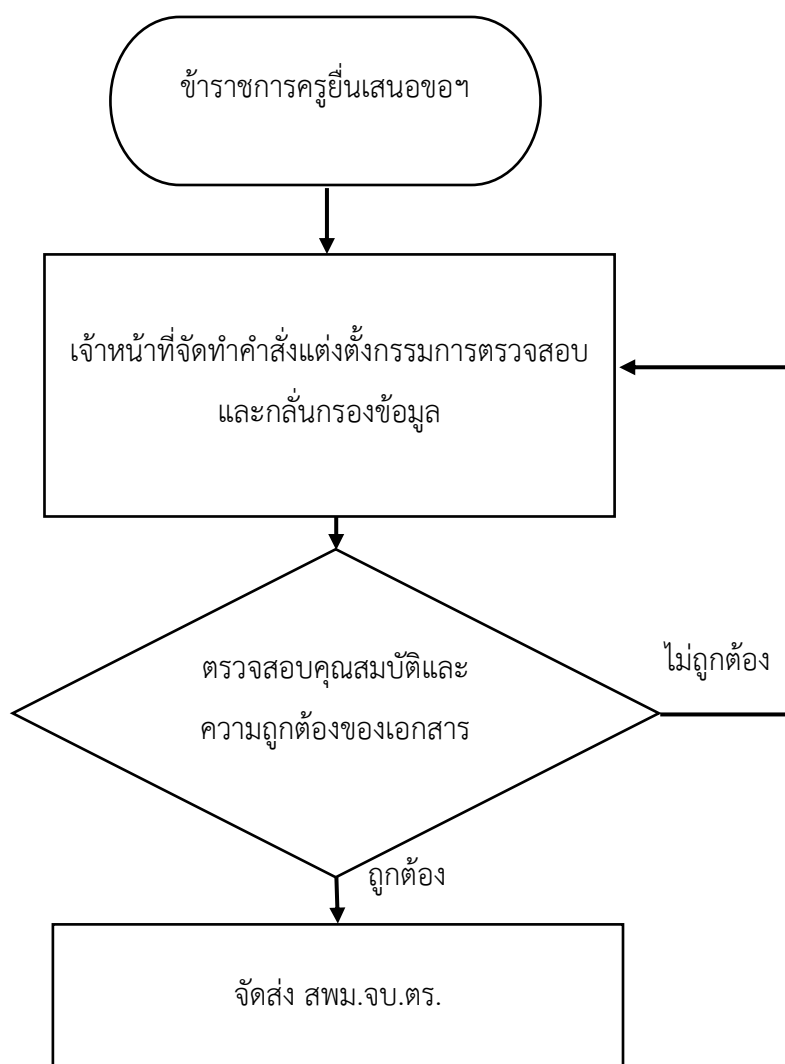 ข้าราชการครูยื่นเสนอขอฯ
เจ้าหน้าที่จัดทำคำสั่งแต่งตั้งกรรมการตรวจสอบ
และกลั่นกรองข้อมูล
ตรวจสอบคุณสมบัติและ
ความถูกต้องของเอกสาร
ไม่ถูกต้อง
ถูกต้อง
จัดส่ง สพม.จบ.ตร.